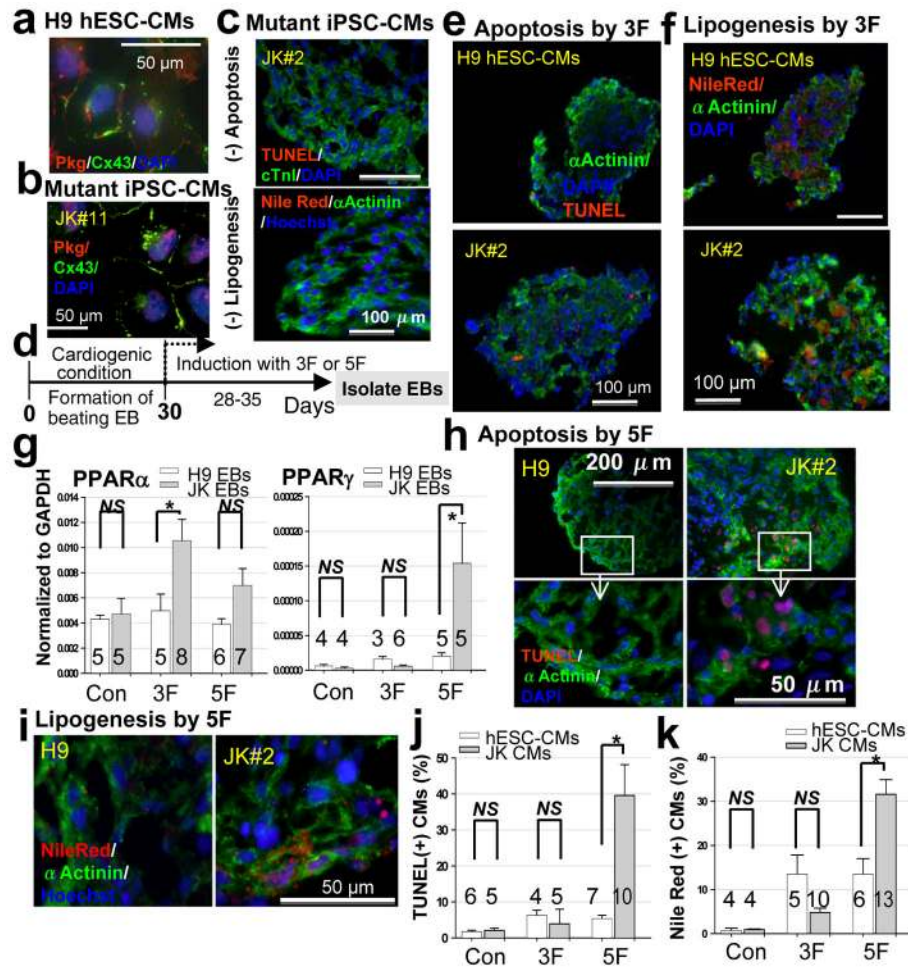 a H9 hESC-CMs
50 µm
Pkg/Cx43/DAPI
b Mutant iPSC-CMs
JK#11
Pkg/
Cx43/
DAPI
50 µm
c Mutant iPSC-CMs
(-) Apoptosis
JK#2
TUNEL/
cTnI/DAPI
(-) Lipogenesis
Nile Red/αActinin
/Hoechst
100 µm
d
Cardiogenic
condition
Induction with 3F or 5F
Formation of
beating EB
28-35
0
30
Days
Isolate EBs
e Apoptosis by 3F
H9 hESC-CMs
αActinin/
DAPI/
TUNEL
JK#2
100 µm
f Lipogenesis by 3F
H9 hESC-CMs
NileRed/
α Actinin/
DAPI
JK#2
100 µm
g
PPARα
H9 EBs
JK EBs
Normalized to GAPDH
0.014
0.012
0.010
0.008
0.006
0.004
0.002
0.000
NS
*
NS
5 5 5 8 6 7
Con 3F 5F
PPARγ
H9 EBs
JK EBs
0.00025
0.00020
0.00015
0.00010
0.00005
0.00000
NS
NS
*
4 4 3 6 5 5
Con 3F 5F
h Apoptosis by 5F
H9
200 µm
JK#2
TUNEL/
α Actinin/
DAPI
50 µm
i Lipogenesis by 5F
H9
JK#2
NileRed/
α Actinin/
Hoechst
50 µm
j
hESC-CMs
JK CMs
TUNEL(+) CMs (%)
50
40
30
20
10
0
NS
NS
*
6 5 4 5 7 10
Con 3F 5F
k
hESC-CMs
JK CMs
Nile Red (+) CMs (%)
40
30
20
10
0
NS
NS
*
4 4 5 10 6 13
Con 3F 5F